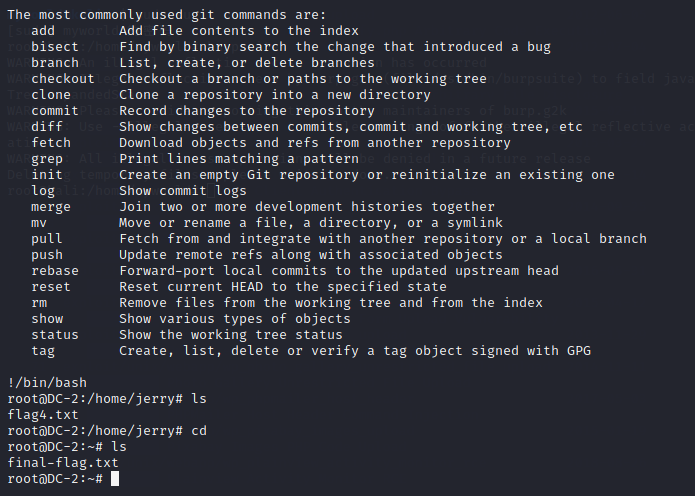 The most commonly used git commands are:
add Add file contents to the index
bisect Find by binary search the change that introduced a bug
branch List, create, or delete branches
checkout Checkout a branch or paths to the working tree
clone Clone a repository into a new directory
commit Record changes to the repository
diff Show changes between commits, commit and working tree, etc
fetch Download objects and refs from another repository
grep Print lines matching a pattern
init Create an empty Git repository or reinitialize an existing one
log Show commit logs
merge Join two or more development histories together
mv Move or rename a file, a directory, or a symlink
pull Fetch from and integrate with another repository or a local branch
push Update remote refs along with associated objects
rebase Forward-port local commits to the updated upstream head
reset Reset current HEAD to the specified state
rm Remove files from the working tree and from the index
show Show various types of objects
status Show the working tree status
tag Create, list, delete or verify a tag object signed with GPG
!/bin/bash
root@DC-2:/home/jerry# ls
flag4.txt
root@DC-2:/home/jerry# cd
root@DC-2:~# ls
final-flag.txt
root@DC-2:~#